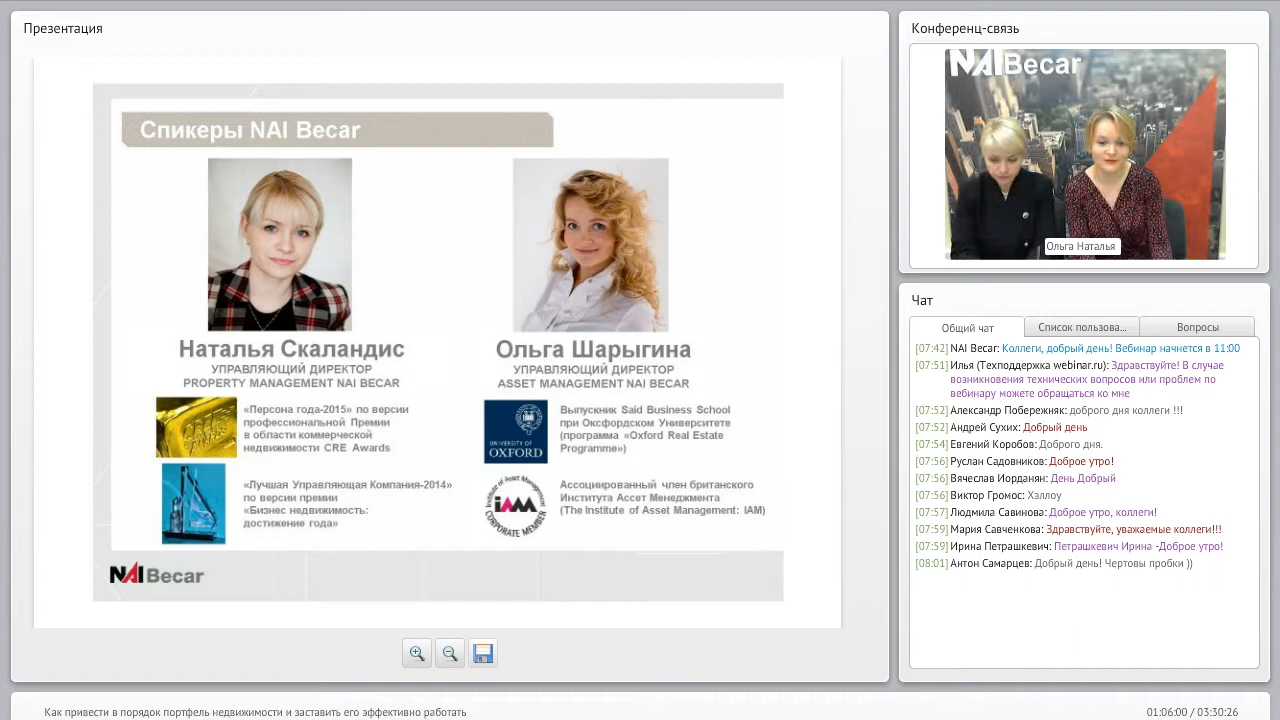 Презентация
Спикеры NAI Becar
Наталья Скаландис
УПРАВЛЯЮЩИЙ ДИРЕКТОР
PROPERTY MANAGEMENT NAI BECAR
«Персона года-2015» по версии
профессиональной Премии
в области коммерческой
недвижимости CRE Awards
«Лучшая Управляющая Компания-2014»
по версии премии
«Бизнес недвижимость:
достижение года»
Ольга Шарыгина
УПРАВЛЯЮЩИЙ ДИРЕКТОР
ASSET MANAGEMENT NAI BECAR
UNIVERSITY OF
OXFORD
Выпускник Said Business School
при Оксфордском Университете
(программа «Oxford Real Estate
Programme»)
Institute of Asset Management
iAM
CORPORATE MEMBER
Ассоциированный член британского
Института Ассет Менеджмента
(The Institute of Asset Management: IAM)
NAI Becar
Конференц-связь
NAI Becar
Ольга Наталья
Чат
Общий чат
Список пользова...
Вопросы
[07:42] NAI Becar: Коллеги, добрый день! Вебинар начнется в 11:00
[07:51] Илья (Техподдержка webinar.ru): Здравствуйте! В случае
возникновения технических вопросов или проблем по
вебинару можете обращаться ко мне
[07:52] Александр Побережняк: доброго дня коллеги !!!
[07:52] Андрей Сухих: Добрый день
[07:54] Евгений Коробов: Доброго дня.
[07:56] Руслан Садовников: Доброе утро!
[07:56] Вячеслав Иорданян: День Добрый
[07:56] Виктор Громос: Хэллоу
[07:57] Людмила Савинова: Доброе утро, коллеги!
[07:59] Мария Савченкова: Здравствуйте, уважаемые коллеги!!!
[07:59] Ирина Петрашкевич: Петрашкевич Ирина -Доброе утро!
[08:01] Антон Самарцев: Добрый день! Чертовы пробки ))
Как привести в порядок портфель недвижимости и заставить его эффективно работать
01:06:00 / 03:30:26